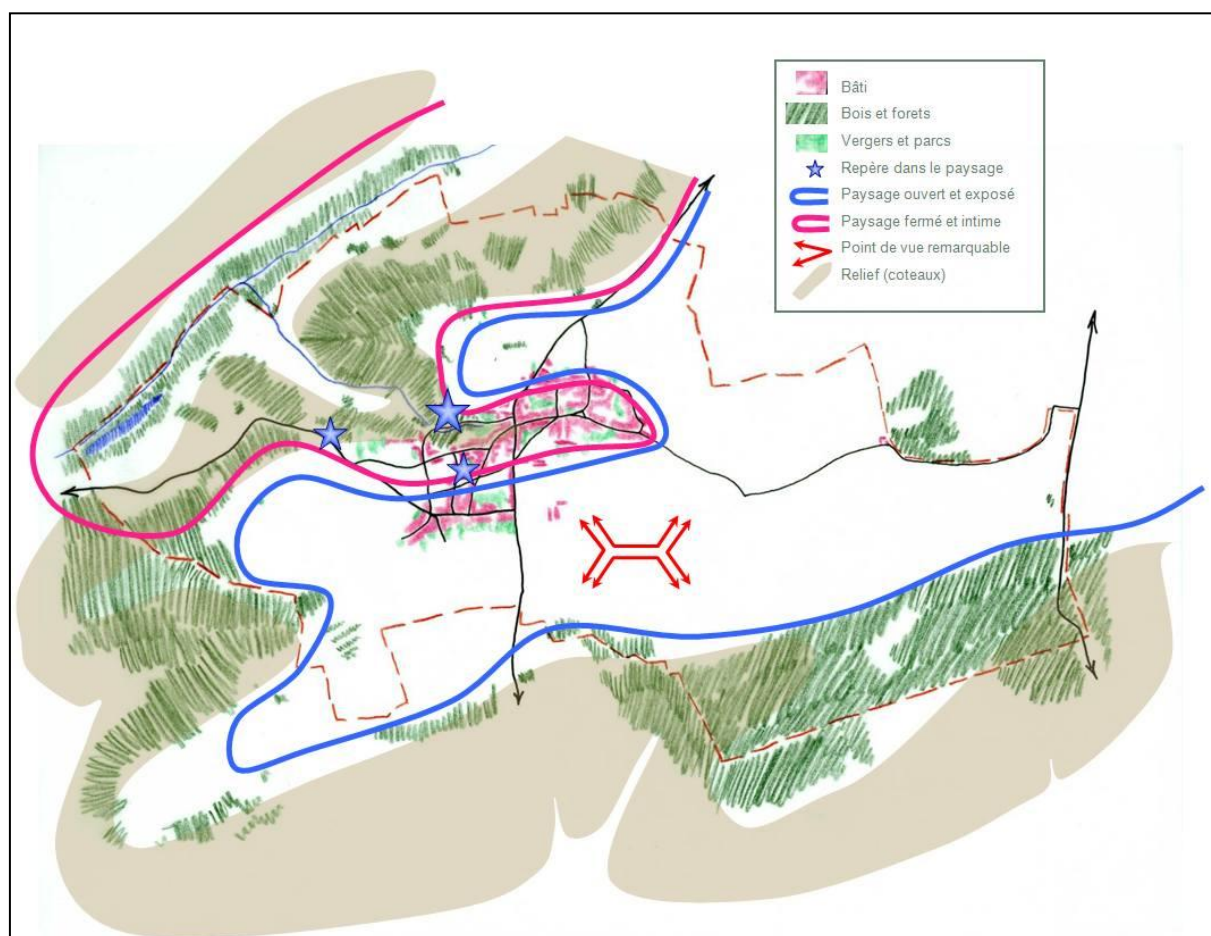 Bâti
Bois et forets
Vergers et parcs
Repère dans le paysage
Paysage ouvert et exposé
Paysage fermé et intime
Point de vue remarquable
Relief (coteaux)